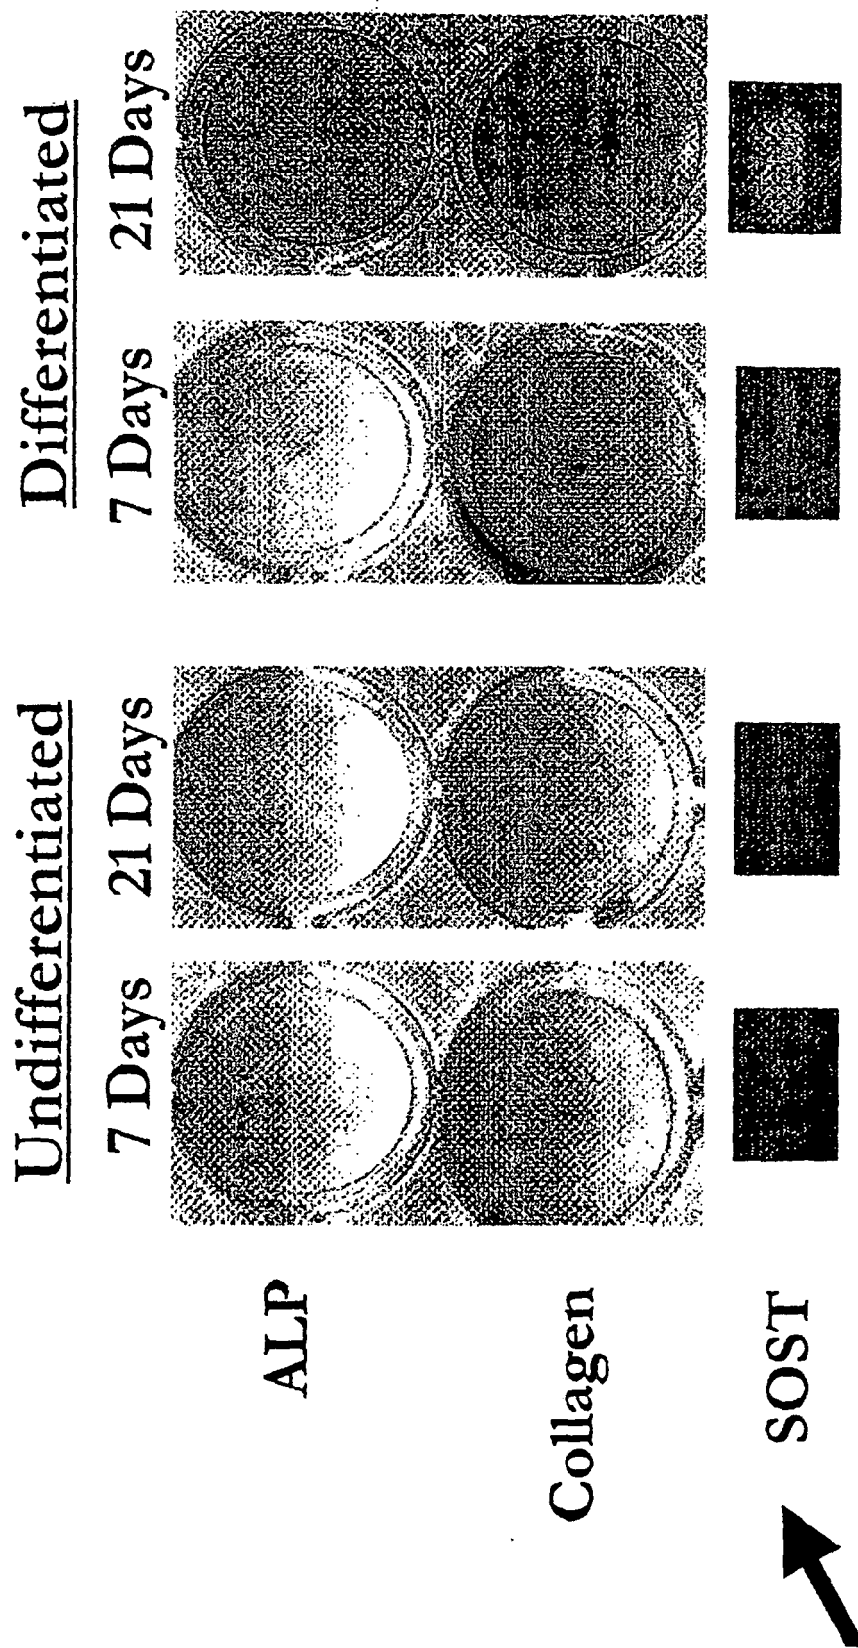 Undifferentiated Differentiated
7 Days 21 Days 7 Days 21 Days
ALP
Collagen
SOST